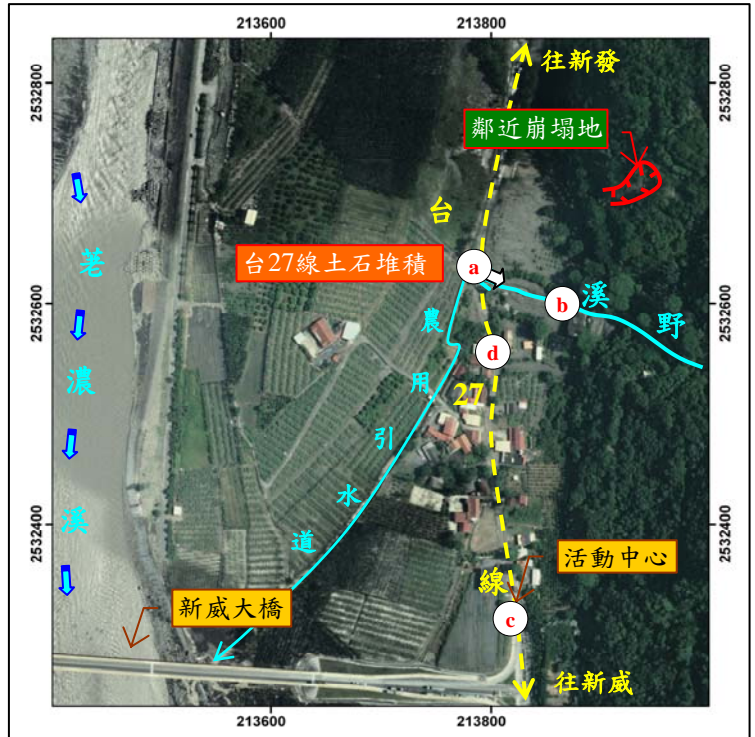 213600
213800
2532800
2532600
2532400
2532800
2532600
2532400
213600
213800
往新發
鄰近崩塌地
台27線土石堆積
台
27
線
a
b
c
d
野
溪
荖
濃
溪
農
用
引
水
道
活動中心
新威大橋
往新威